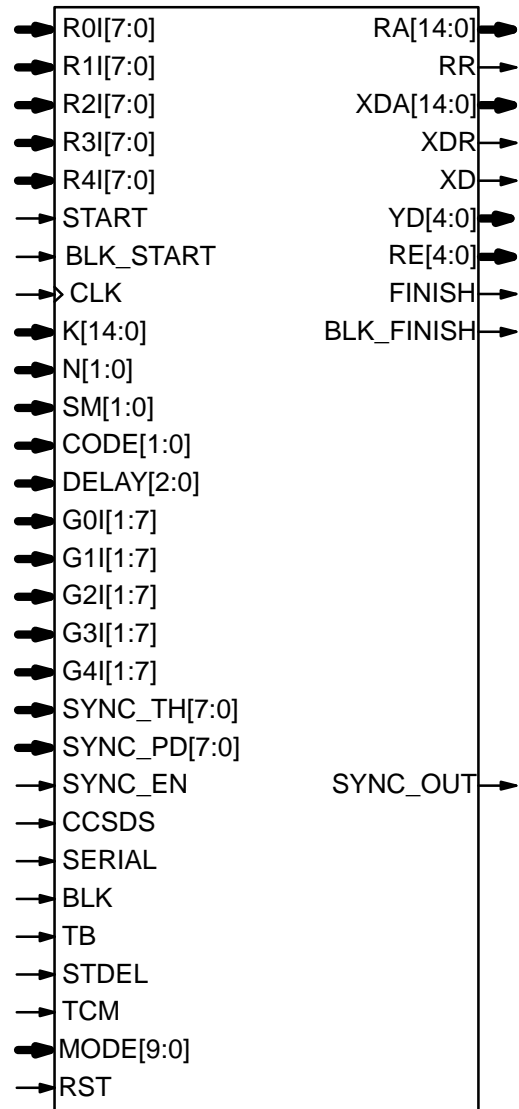 R0I[7:0] RA[14:0]
R1I[7:0] RR
R2I[7:0] XDA[14:0]
R3I[7:0] XDR
R4I[7:0] XD
START YD[4:0]
BLK_START RE[4:0]
CLK FINISH
K[14:0] BLK_FINISH
N[1:0]
SM[1:0]
CODE[1:0]
DELAY[2:0]
G0I[1:7]
G1I[1:7]
G2I[1:7]
G3I[1:7]
G4I[1:7]
SYNC_TH[7:0]
SYNC_PD[7:0]
SYNC_EN SYNC_OUT
CCSDS
SERIAL
BLK
TB
STDEL
TCM
MODE[9:0]
RST